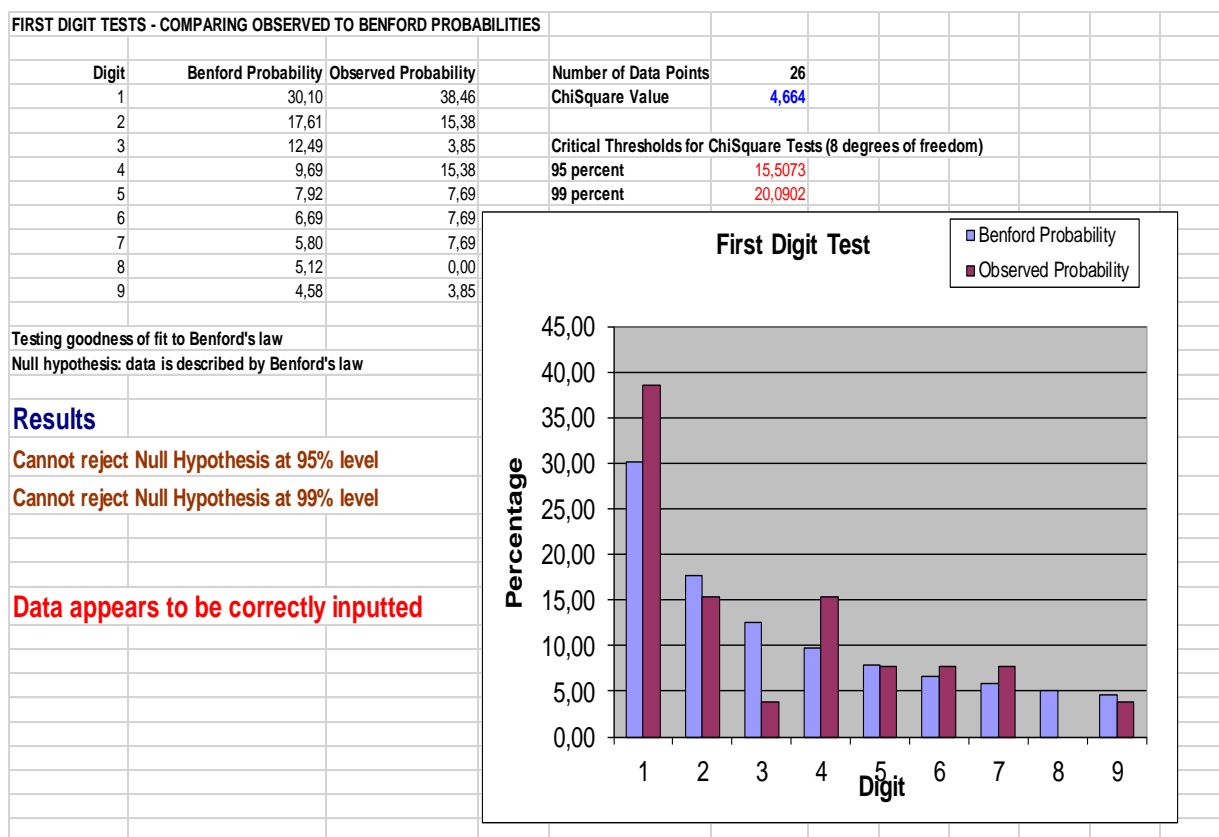 FIRST DIGIT TESTS - COMPARING OBSERVED TO BENFORD PROBABILITIES
Digit Benford Probability Observed Probability Number of Data Points 26
1 30,10 38,46 ChiSquare Value 4,664
2 17,61 15,38
3 12,49 3,85 Critical Thresholds for ChiSquare Tests (8 degrees of freedom)
4 9,69 15,38 95 percent 15,5073
5 7,92 7,69 99 percent 20,0902
6 6,69 7,69
7 5,80 7,69
8 5,12 0,00
9 4,58 3,85
Testing goodness of fit to Benford's law
Null hypothesis: data is described by Benford's law
Results
Cannot reject Null Hypothesis at 95% level
Cannot reject Null Hypothesis at 99% level
Data appears to be correctly inputted
First Digit Test
Benford Probability
Observed Probability
Percentage
45,00
40,00
35,00
30,00
25,00
20,00
15,00
10,00
5,00
0,00
1 2 3 4 5 6 7 8 9
Digit